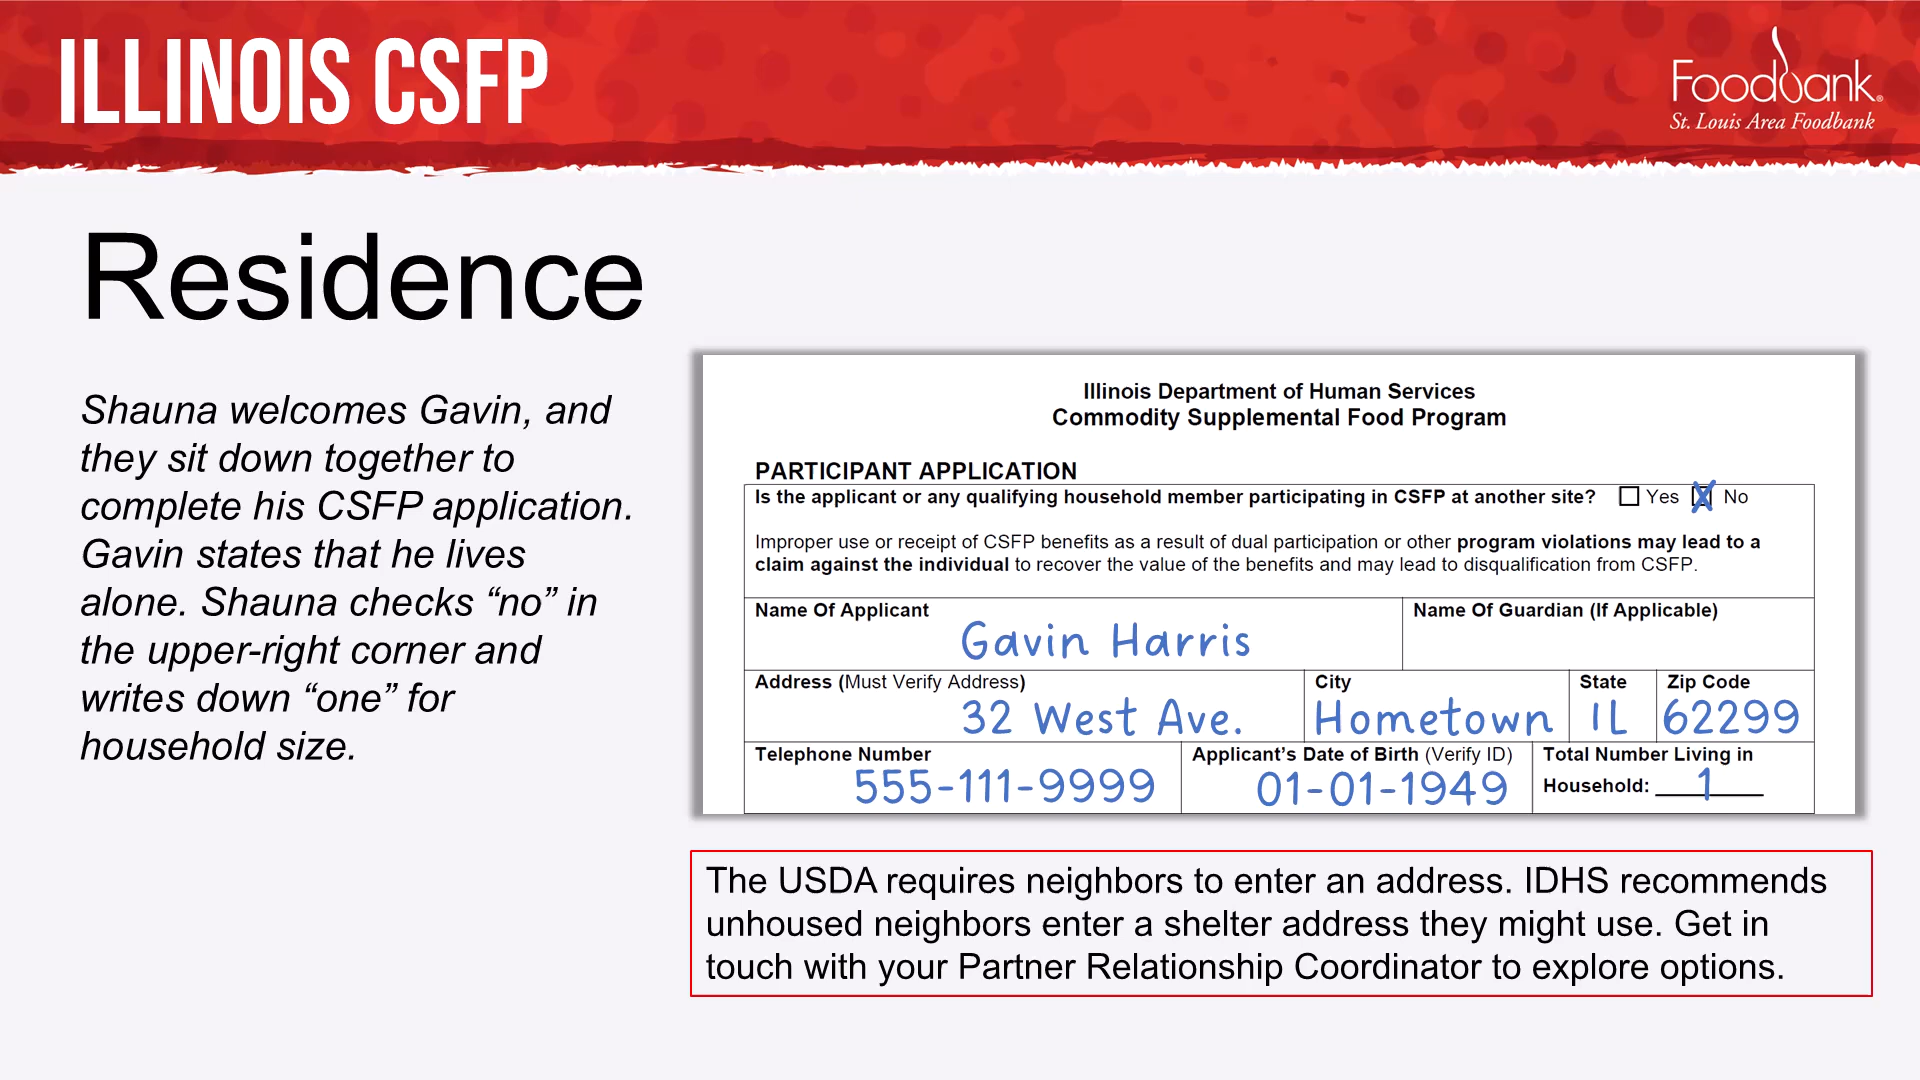 ILLINOIS CSFP
Foodbank®
St. Louis Area Foodbank
Residence
Shauna welcomes Gavin, and
they sit down together to
complete his CSFP application.
Gavin states that he lives
alone. Shauna checks “no” in
the upper-right corner and
writes down “one” for
household size.
Illinois Department of Human Services
Commodity Supplemental Food Program
PARTICIPANT APPLICATION
Is the applicant or any qualifying household member participating in CSFP at another site? Yes X No
Improper use or receipt of CSFP benefits as a result of dual participation or other program violations may lead to a
claim against the individual to recover the value of the benefits and may lead to disqualification from CSFP.
Name Of Applicant Name Of Guardian (If Applicable)
Gavin Harris
Address (Must Verify Address) City State Zip Code
32 West Ave. Hometown IL 62299
Telephone Number Applicant’s Date of Birth (Verify ID) Total Number Living in
555-111-9999 01-01-1949 Household: 1
The USDA requires neighbors to enter an address. IDHS recommends
unhoused neighbors enter a shelter address they might use. Get in
touch with your Partner Relationship Coordinator to explore options.